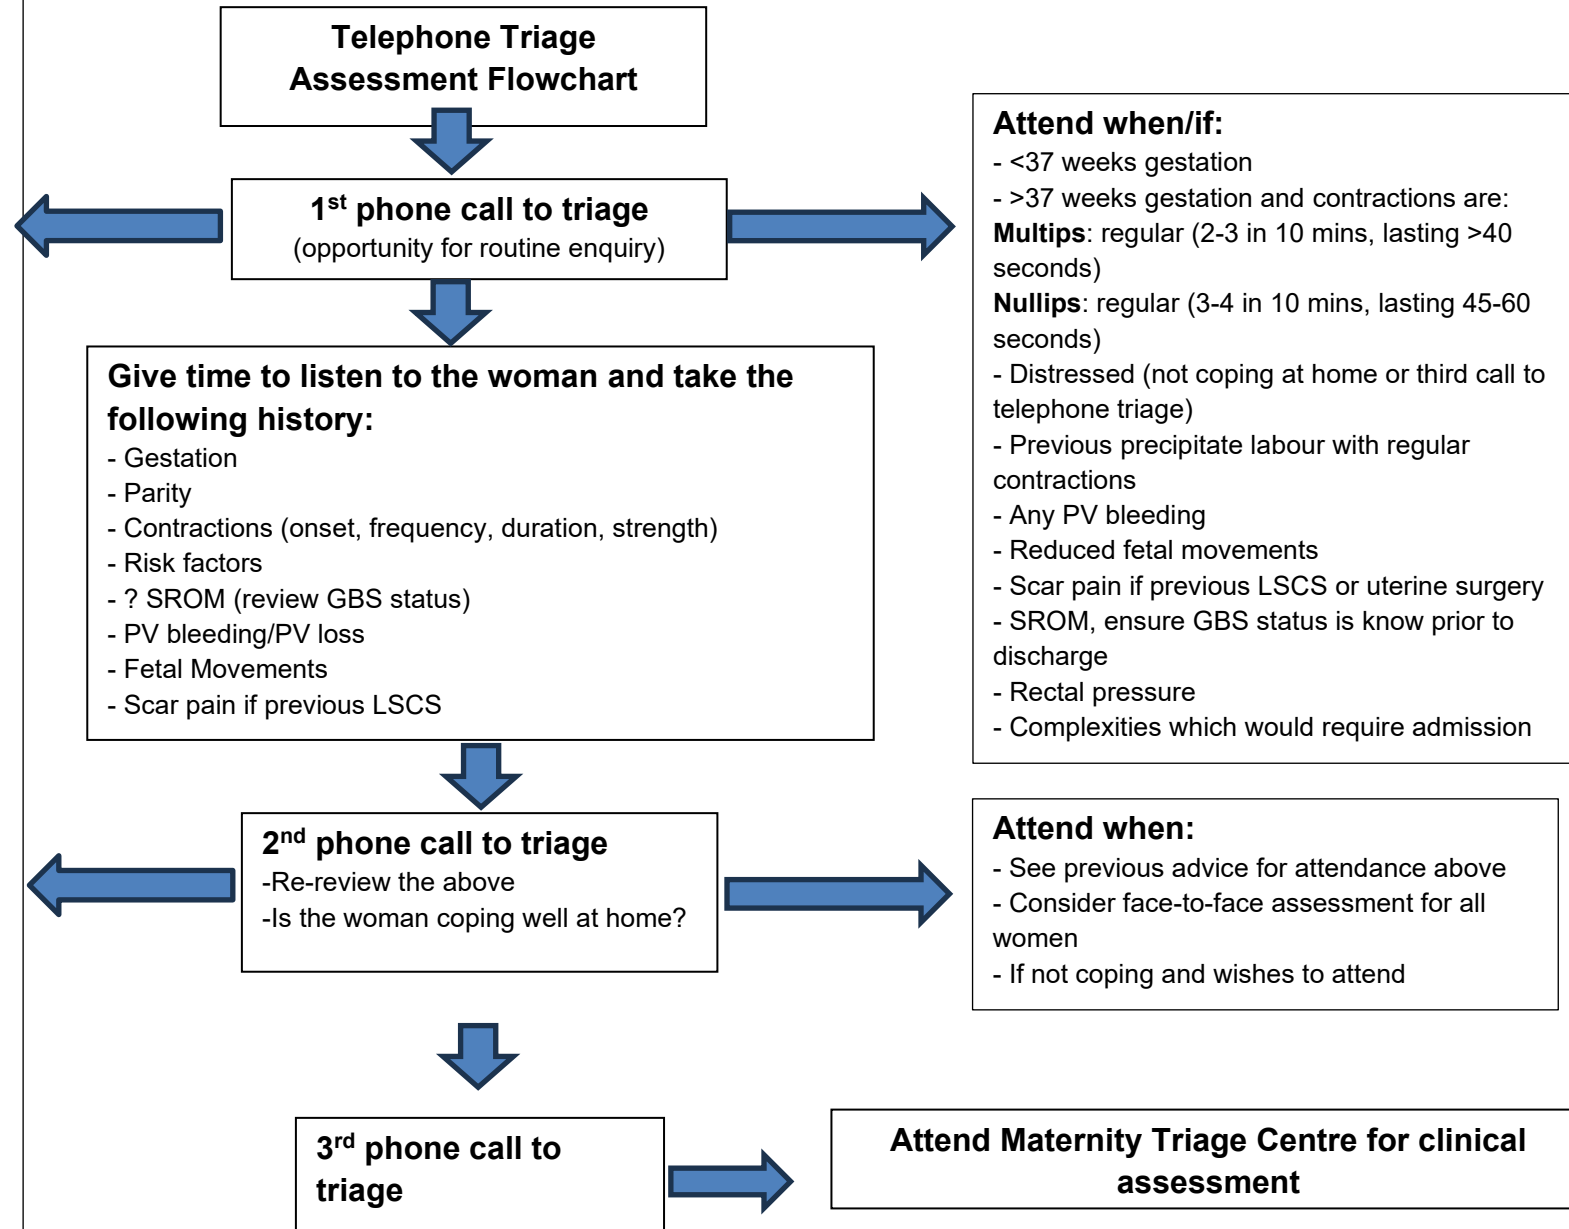 Telephone Triage
Assessment Flowchart
1st phone call to triage
(opportunity for routine enquiry)
Attend when/if:
- <37 weeks gestation
- >37 weeks gestation and contractions are:
Multips: regular (2-3 in 10 mins, lasting >40
seconds)
Nullips: regular (3-4 in 10 mins, lasting 45-60
seconds)
- Distressed (not coping at home or third call to
telephone triage)
- Previous precipitate labour with regular
contractions
- Any PV bleeding
- Reduced fetal movements
- Scar pain if previous LSCS or uterine surgery
- SROM, ensure GBS status is know prior to
discharge
- Rectal pressure
- Complexities which would require admission
Give time to listen to the woman and take the
following history:
- Gestation
- Parity
- Contractions (onset, frequency, duration, strength)
- Risk factors
- ? SROM (review GBS status)
- PV bleeding/PV loss
- Fetal Movements
- Scar pain if previous LSCS
2nd phone call to triage
-Re-review the above
-Is the woman coping well at home?
Attend when:
- See previous advice for attendance above
- Consider face-to-face assessment for all
women
- If not coping and wishes to attend
3rd phone call to
triage
Attend Maternity Triage Centre for clinical
assessment